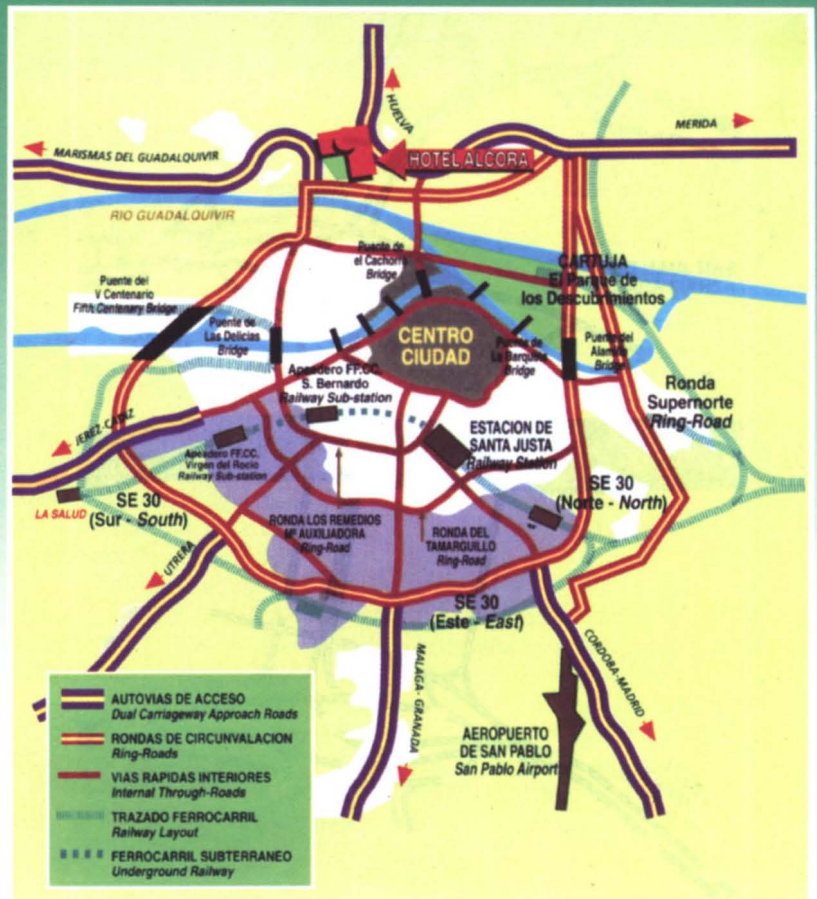 HUELVA
MERIDA
MARISMAS DEL GUADALQUIVIR
HOTEL ALCORA
RIO GUADALQUIVIR
Puente de
el Cachorro
Bridge
CARTUJA
El Parque de
los Descubrimientos
Puente del
V Centenario
Fifth Centenary Bridge
Puente de
Las Delicias
Bridge
CENTRO
CIUDAD
Puente de
La Barqueta
Bridge
Puente del
Alamillo
Bridge
Apeadero FF.CC.
S. Bernardo
Railway Sub-station
Ronda
Supernorte
Ring-Road
JEREZ-CADIZ
ESTACION DE
SANTA JUSTA
Railway Station
Apeadero FF.CC.
Virgen del Rocio
Railway Sub-station
LA SALUD
SE 30
(Sur - South)
SE 30
(Norte - North)
RONDA LOS REMEDIOS
Mª AUXILIADORA
Ring-Road
RONDA DEL
TAMARGUILLO
Ring-Road
UTRERA
SE 30
(Este - East)
MALAGA- GRANADA
CORDOBA-MADRID
AEROPUERTO
DE SAN PABLO
San Pablo Airport
AUTOVIAS DE ACCESO
Dual Carriageway Approach Roads
RONDAS DE CIRCUNVALACION
Ring-Roads
VIAS RAPIDAS INTERIORES
Internal Through-Roads
TRAZADO FERROCARRIL
Railway Layout
FERROCARRIL SUBTERRANEO
Underground Railway